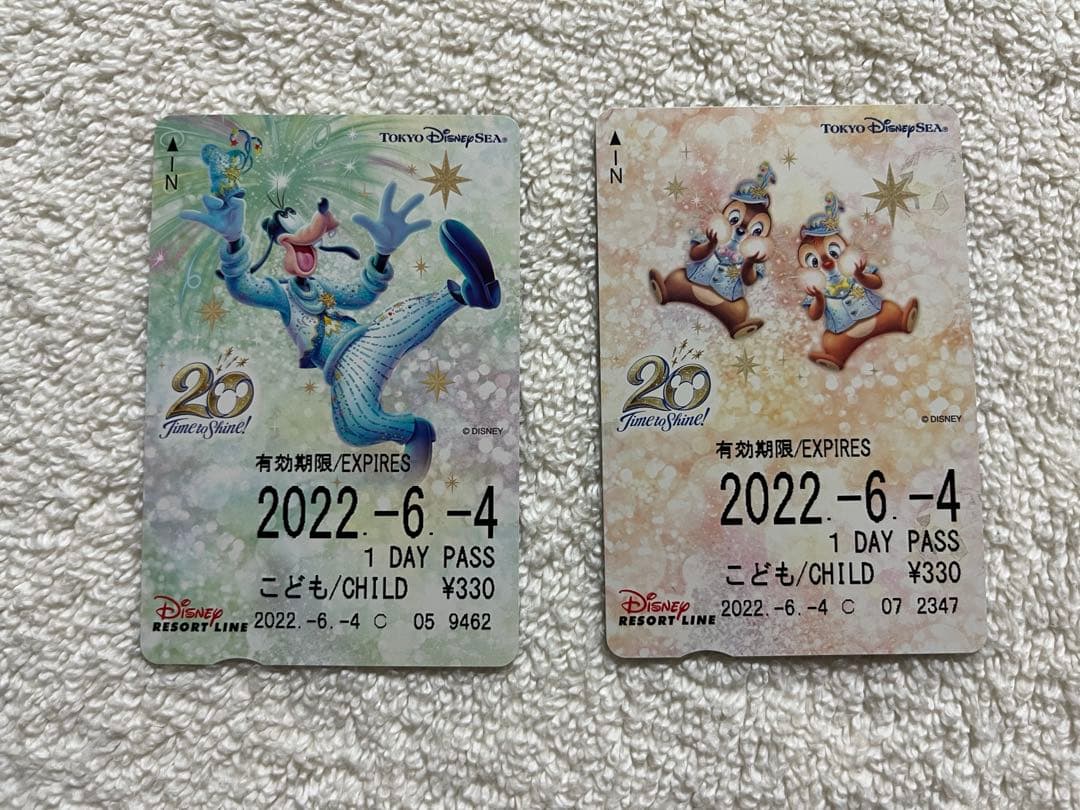 ▲IN
TOKYO DISNEYSEA®
20
Time to Shine!
© DISNEY
有効期限/EXPIRES
2022.-6.-4
1 DAY PASS
こども/CHILD ¥330
DISNEY
RESORT LINE
2022.-6.-4 C 05 9462
▲IN
TOKYO DISNEYSEA®
20
Time to Shine!
© DISNEY
有効期限/EXPIRES
2022.-6.-4
1 DAY PASS
こども/CHILD ¥330
DISNEY
RESORT LINE
2022.-6.-4 C 07 2347